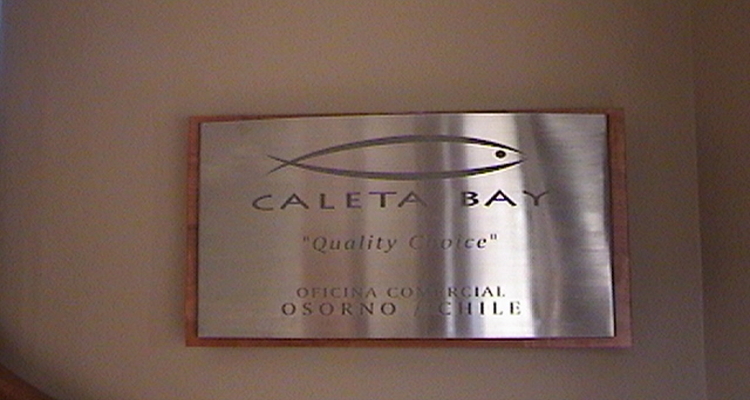 CALETA BAY
"Quality Choice"
OFICINA COMERCIAL
OSORNO / CHILE